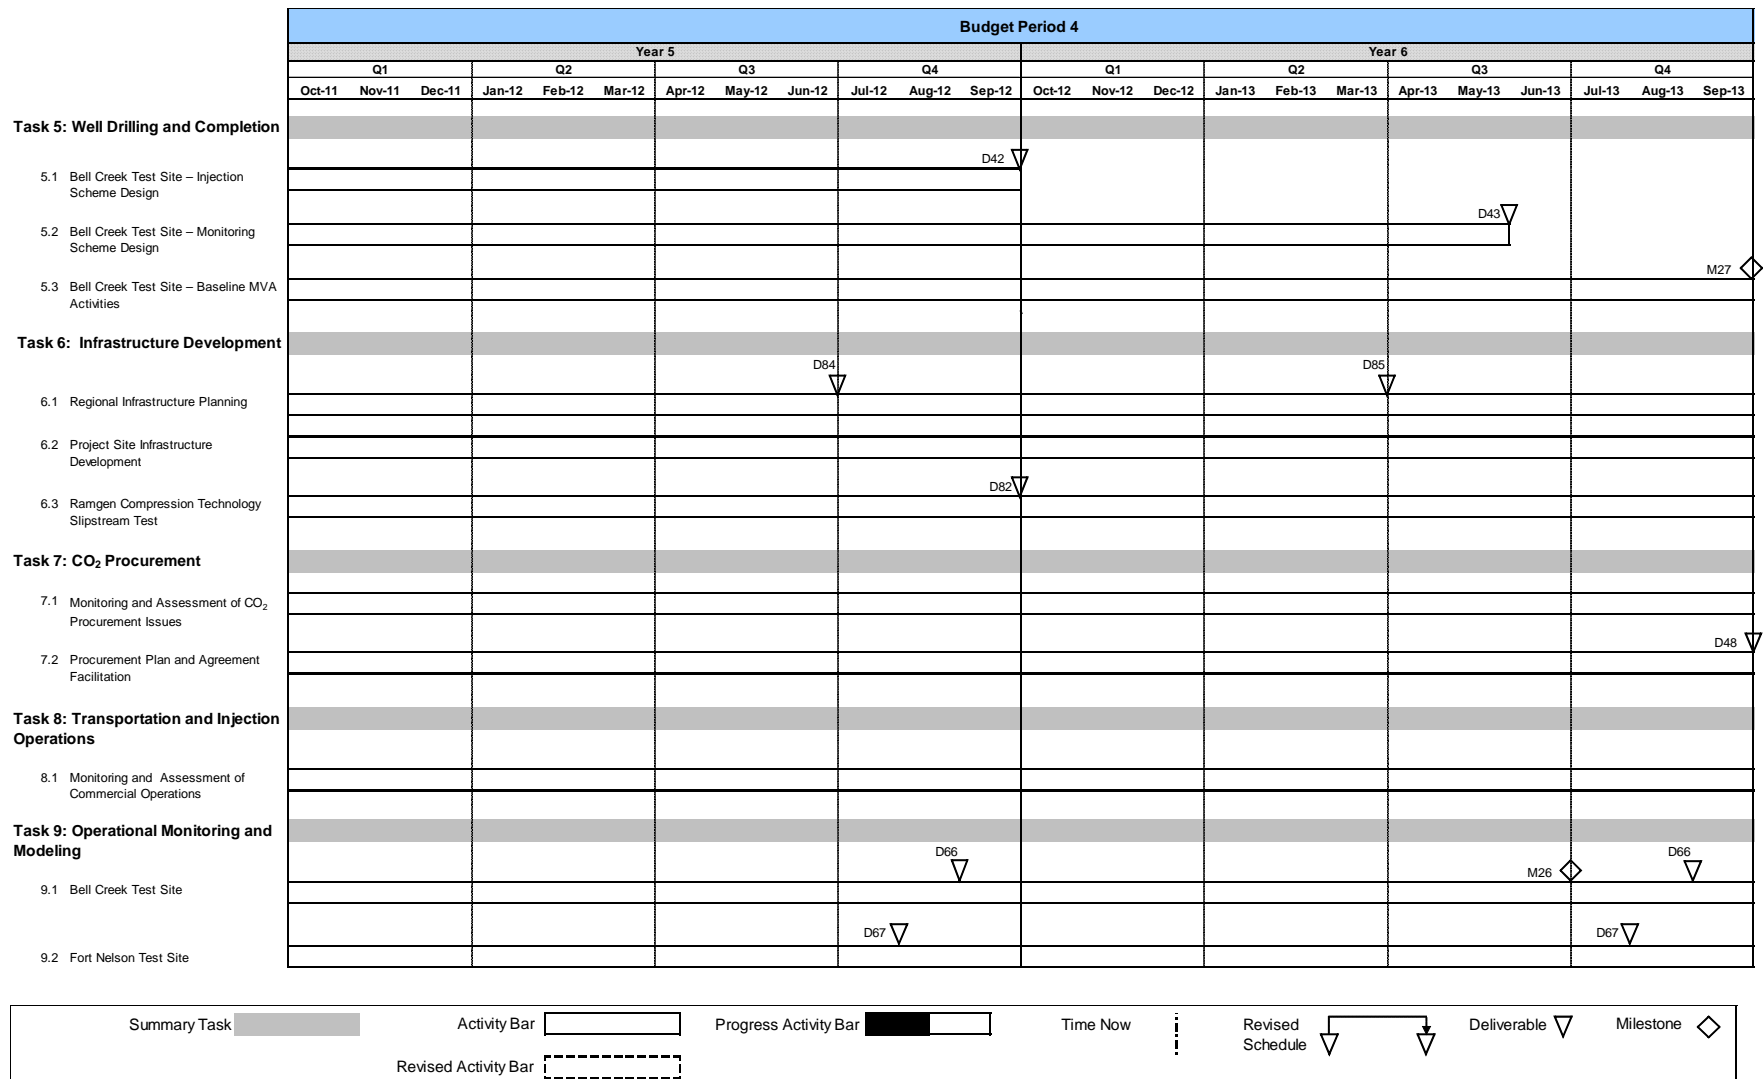 Budget Period 4
Year 5 Year 6
Q1 Q2 Q3 Q4 Q1 Q2 Q3 Q4
Oct-11 Nov-11 Dec-11 Jan-12 Feb-12 Mar-12 Apr-12 May-12 Jun-12 Jul-12 Aug-12 Sep-12 Oct-12 Nov-12 Dec-12 Jan-13 Feb-13 Mar-13 Apr-13 May-13 Jun-13 Jul-13 Aug-13 Sep-13
Task 5: Well Drilling and Completion
D42
5.1 Bell Creek Test Site – Injection
Scheme Design
D43
5.2 Bell Creek Test Site – Monitoring
Scheme Design
M27
5.3 Bell Creek Test Site – Baseline MVA
Activities
Task 6: Infrastructure Development
D84 D85
6.1 Regional Infrastructure Planning
6.2 Project Site Infrastructure
Development
D82
6.3 Ramgen Compression Technology
Slipstream Test
Task 7: CO₂ Procurement
7.1 Monitoring and Assessment of CO₂
Procurement Issues
D48
7.2 Procurement Plan and Agreement
Facilitation
Task 8: Transportation and Injection
Operations
8.1 Monitoring and Assessment of
Commercial Operations
Task 9: Operational Monitoring and
Modeling
D66 M26 D66
9.1 Bell Creek Test Site
D67 D67
9.2 Fort Nelson Test Site
Summary Task Activity Bar Progress Activity Bar Time Now Revised Schedule Deliverable Milestone
Revised Activity Bar